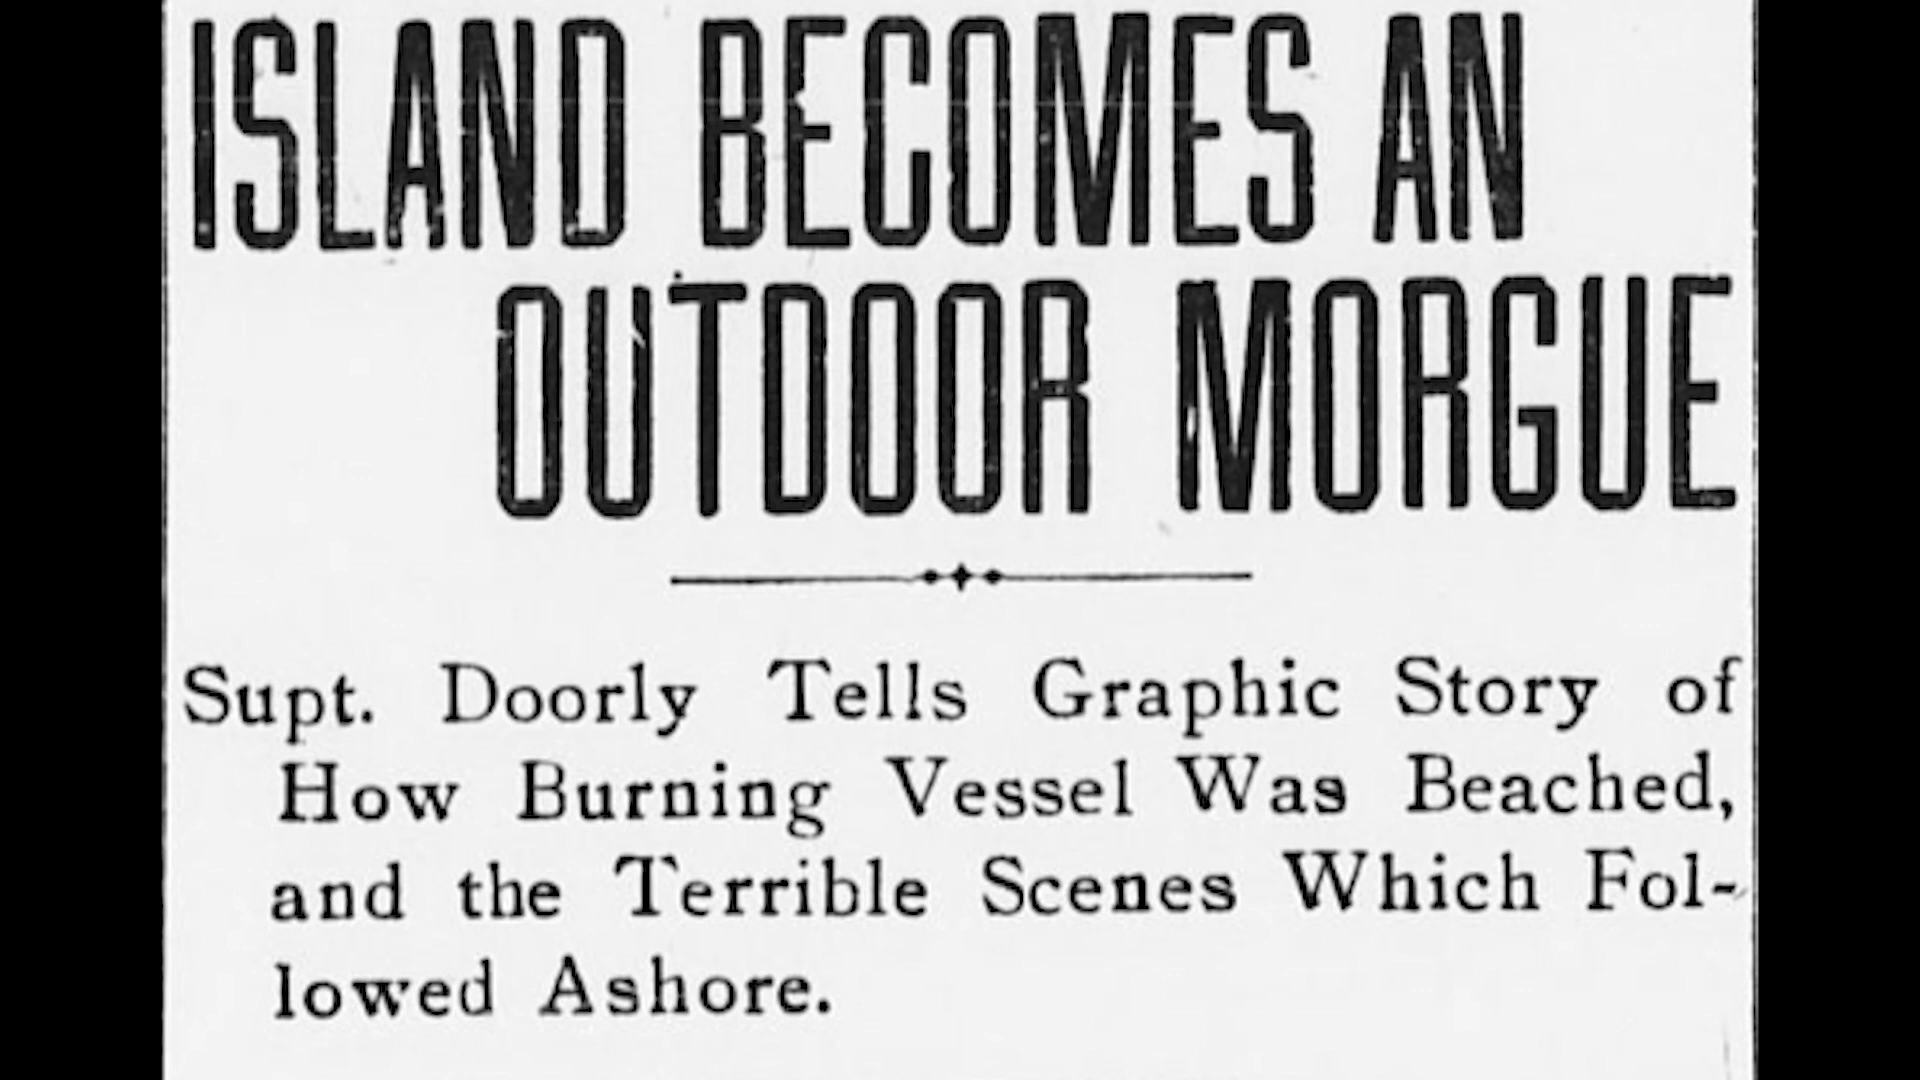 ISLAND BECOMES AN
OUTDOOR MORGUE
Supt. Doorly Tells Graphic Story of
How Burning Vessel Was Beached,
and the Terrible Scenes Which Fol-
lowed Ashore.